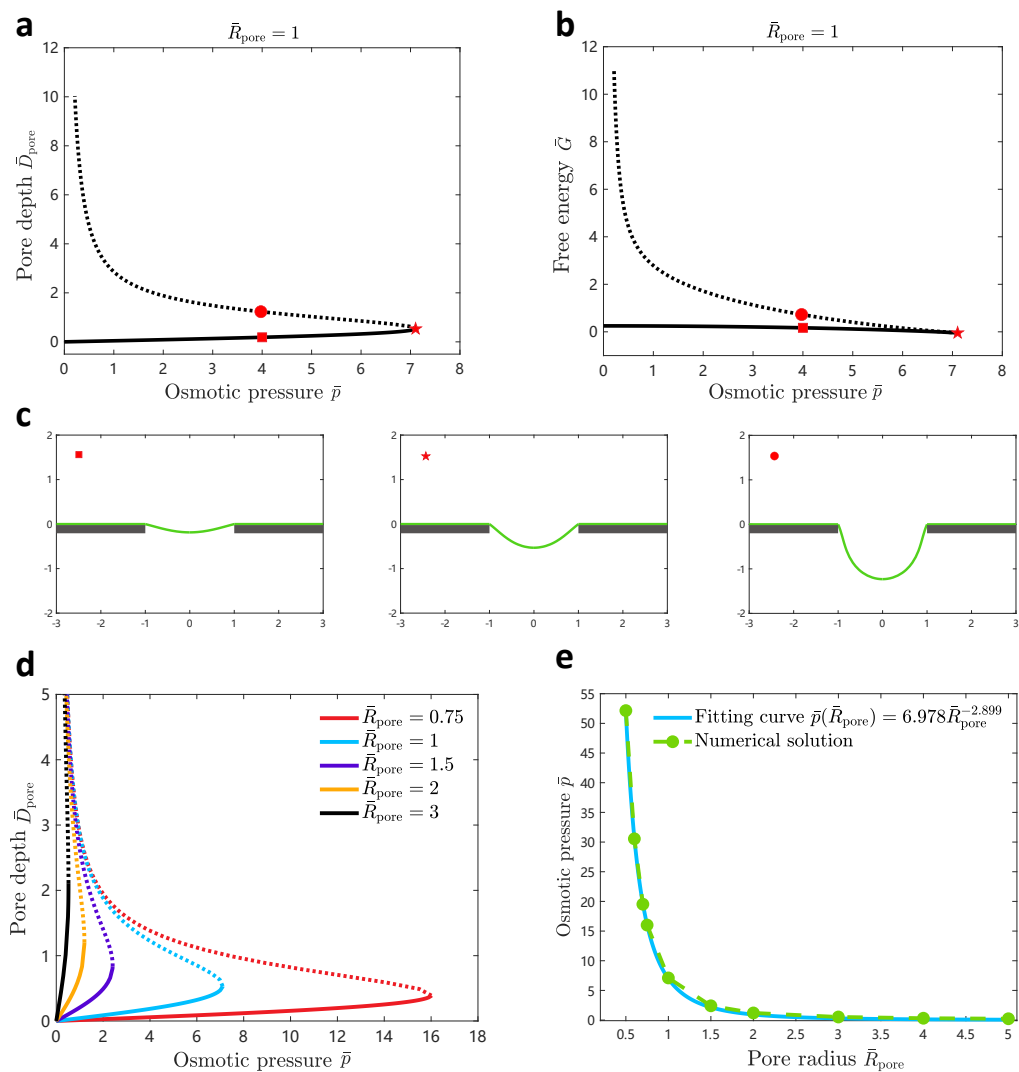 a
R̄pore = 1
12
10
8
6
4
2
0
0 1 2 3 4 5 6 7 8
Pore depth D̄pore
Osmotic pressure p̄
b
R̄pore = 1
12
10
8
6
4
2
0
0 1 2 3 4 5 6 7 8
Free energy Ḡ
Osmotic pressure p̄
c
2
1
0
-1
-2
-3 -2 -1 0 1 2 3
2
1
0
-1
-2
-3 -2 -1 0 1 2 3
2
1
0
-1
-2
-3 -2 -1 0 1 2 3
d
5
4
3
2
1
0
0 2 4 6 8 10 12 14 16 18
Pore depth D̄pore
Osmotic pressure p̄
R̄pore = 0.75
R̄pore = 1
R̄pore = 1.5
R̄pore = 2
R̄pore = 3
e
55
50
45
40
35
30
25
20
15
10
5
0
0.5 1 1.5 2 2.5 3 3.5 4 4.5 5
Osmotic pressure p̄
Pore radius R̄pore
Fitting curve p̄(R̄pore) = 6.978R̄pore^−2.899
Numerical solution